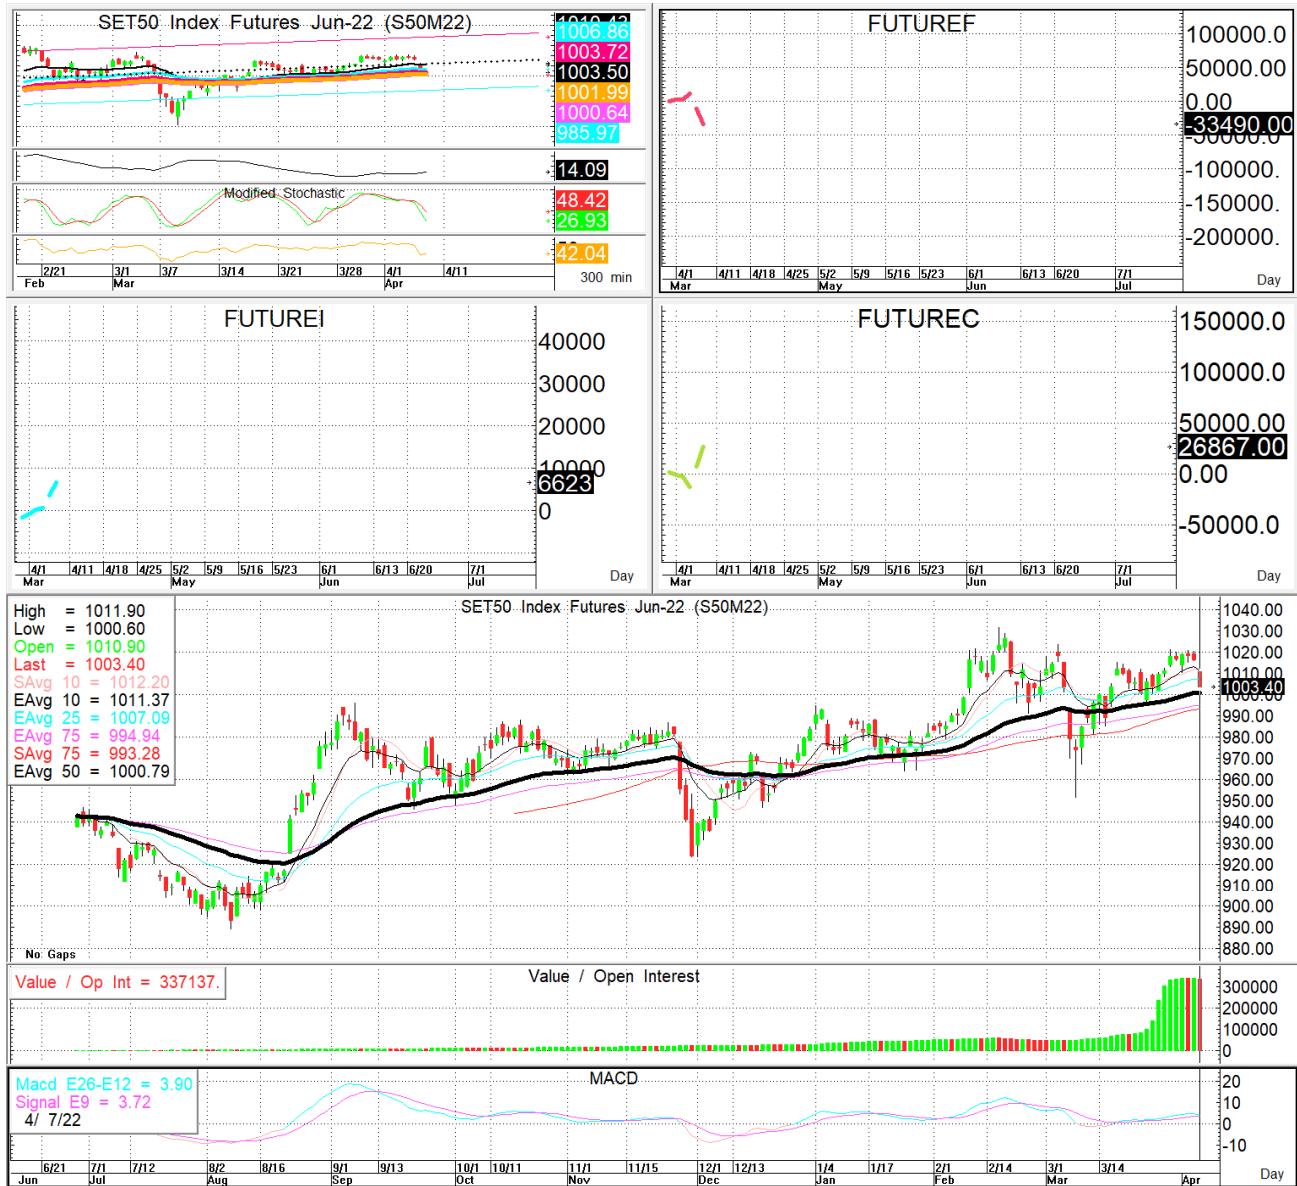 SET50 Index Futures Jun-22 (S50M22)
1010.42
1006.86
1003.72
1003.50
1001.99
1000.64
985.97
14.09
Modified Stochastic
48.42
26.93
42.04
2/21 3/1 3/7 3/14 3/21 3/28 4/1 4/11
Feb Mar Apr
300 min
FUTUREF
100000.0
50000.00
0.00
-33490.00
-50000.00
-100000.
-150000.
-200000.
4/1 4/11 4/18 4/25 5/2 5/9 5/16 5/23 6/1 6/13 6/20 7/1
Mar May Jun Jul
Day
FUTUREI
40000
30000
20000
10000
6623
0
4/1 4/11 4/18 4/25 5/2 5/9 5/16 5/23 6/1 6/13 6/20 7/1
Mar May Jun Jul
Day
FUTUREC
150000.0
100000.0
50000.00
26867.00
0.00
-50000.0
4/1 4/11 4/18 4/25 5/2 5/9 5/16 5/23 6/1 6/13 6/20 7/1
Mar May Jun Jul
Day
SET50 Index Futures Jun-22 (S50M22)
High = 1011.90
Low = 1000.60
Open = 1010.90
Last = 1003.40
SAvg 10 = 1012.20
EAvg 10 = 1011.37
EAvg 25 = 1007.09
EAvg 75 = 994.94
SAvg 75 = 993.28
EAvg 50 = 1000.79
1040.00
1030.00
1020.00
1010.00
1003.40
1000.00
990.00
980.00
970.00
960.00
950.00
940.00
930.00
920.00
910.00
900.00
890.00
880.00
No Gaps
Value / Open Interest
Value / Op Int = 337137.
300000
200000
100000
0
MACD
Macd E26-E12 = 3.90
Signal E9 = 3.72
4/ 7/22
20
10
0
-10
6/21 7/1 7/12 8/2 8/16 9/1 9/13 10/1 10/11 11/1 11/15 12/1 12/13 1/4 1/17 2/1 2/14 3/1 3/14
Jun Jul Aug Sep Oct Nov Dec Jan Feb Mar Apr
Day